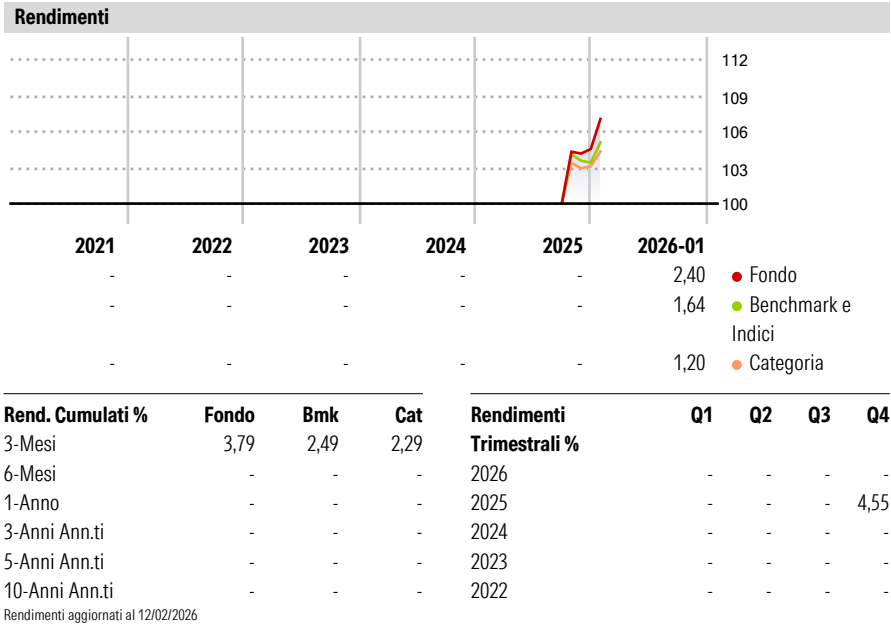 Rendimenti
112
109
106
103
100
2021 2022 2023 2024 2025 2026-01
- - - - - 2,40 Fondo
- - - - - 1,64 Benchmark e
Indici
- - - - - 1,20 Categoria
Rend. Cumulati % Fondo Bmk Cat
3-Mesi 3,79 2,49 2,29
6-Mesi - - -
1-Anno - - -
3-Anni Ann.ti - - -
5-Anni Ann.ti - - -
10-Anni Ann.ti - - -
Rendimenti Q1 Q2 Q3 Q4
Trimestrali %
2026 - - - -
2025 - - - 4,55
2024 - - - -
2023 - - - -
2022 - - - -
Rendimenti aggiornati al 12/02/2026